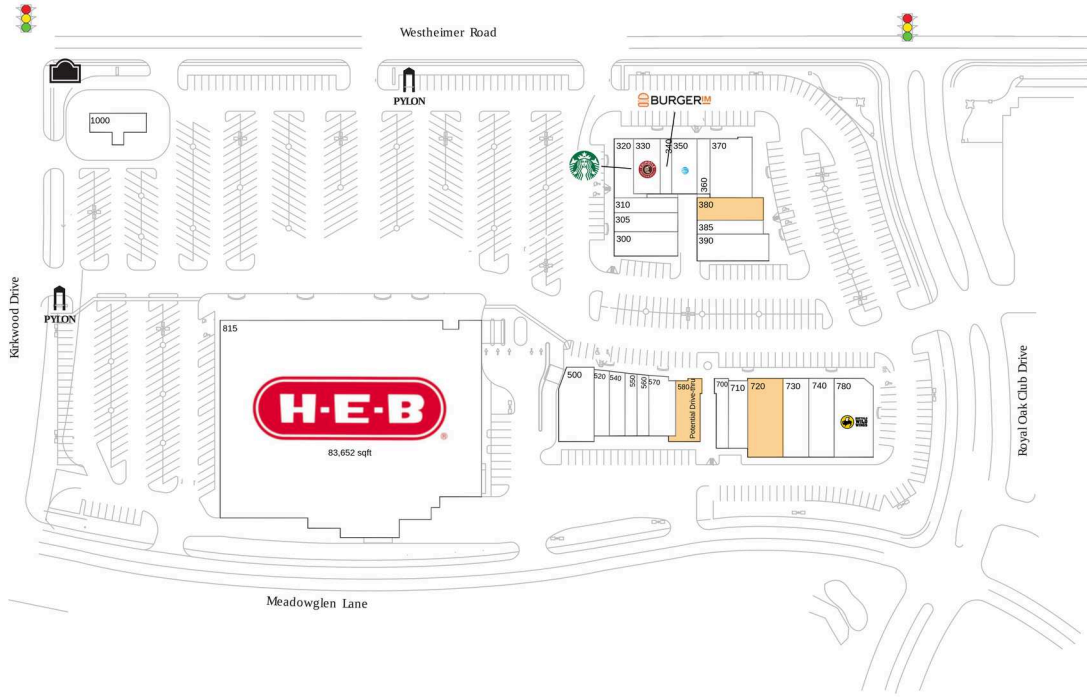 Westheimer Road
PYLON
1000
BURGERIM
320
330
340
350
360
370
310
305
300
380
385
390
Kirkwood Drive
PYLON
815
H-E-B
®
83,652 sqft
500
520
540
550
560
570
580
Potential Drive-thru
700
710
720
730
740
780
Royal Oak Club Drive
Meadowglen Lane